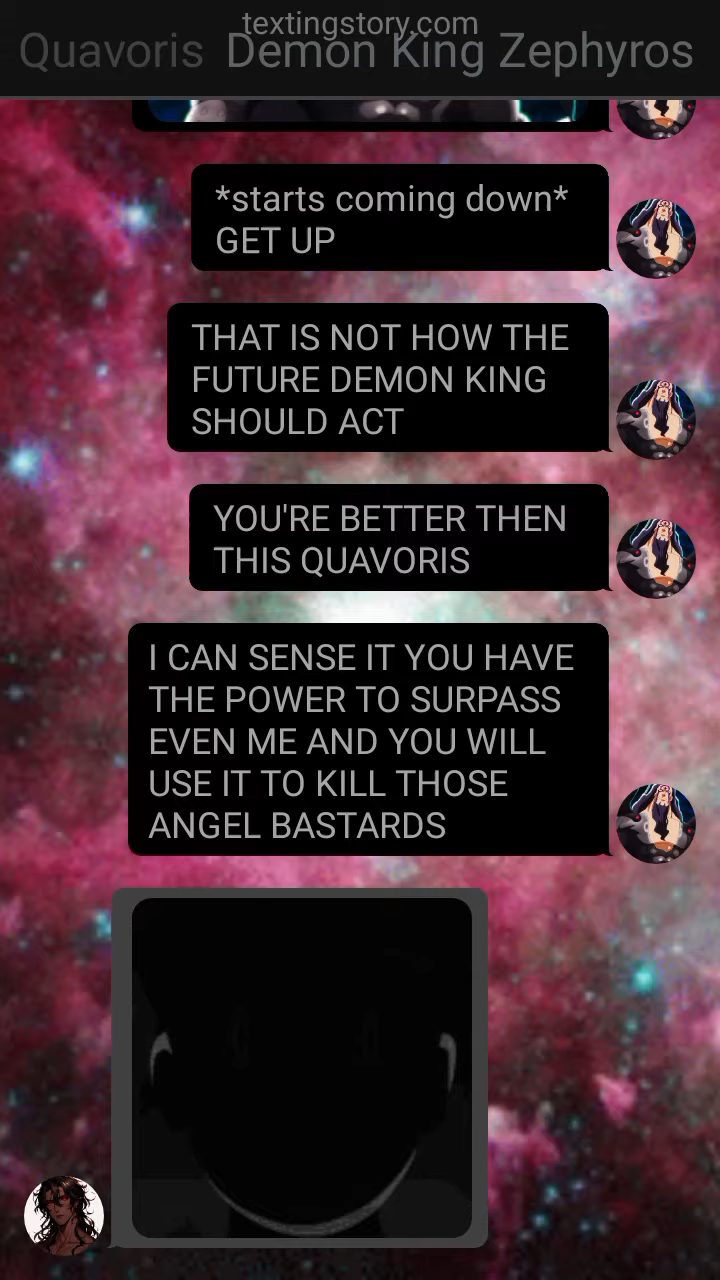 textingstory.com
Quavoris Demon King Zephyros
*starts coming down*
GET UP
THAT IS NOT HOW THE
FUTURE DEMON KING
SHOULD ACT
YOU'RE BETTER THEN
THIS QUAVORIS
I CAN SENSE IT YOU HAVE
THE POWER TO SURPASS
EVEN ME AND YOU WILL
USE IT TO KILL THOSE
ANGEL BASTARDS